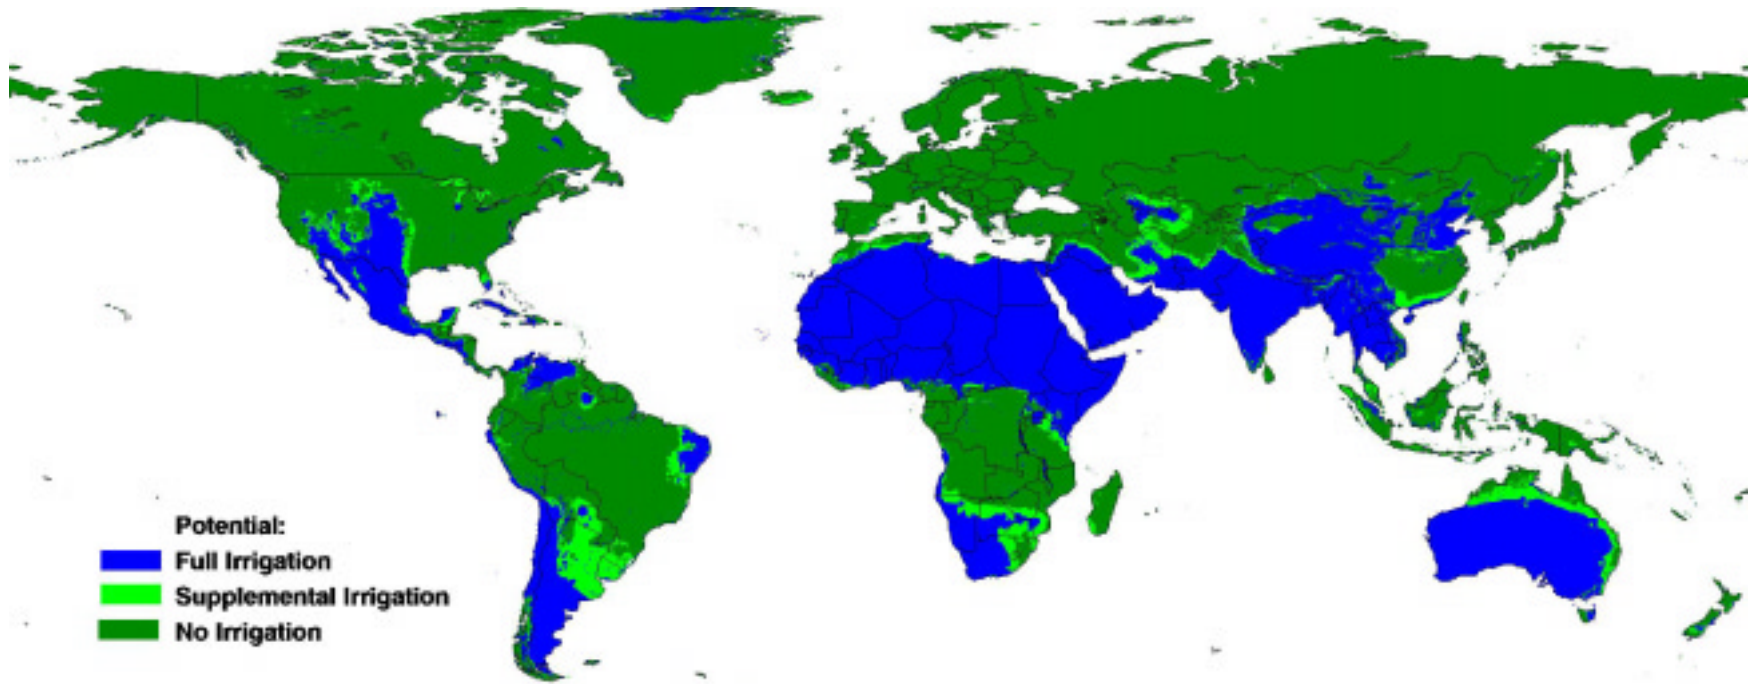 Potential:
Full Irrigation
Supplemental Irrigation
No Irrigation